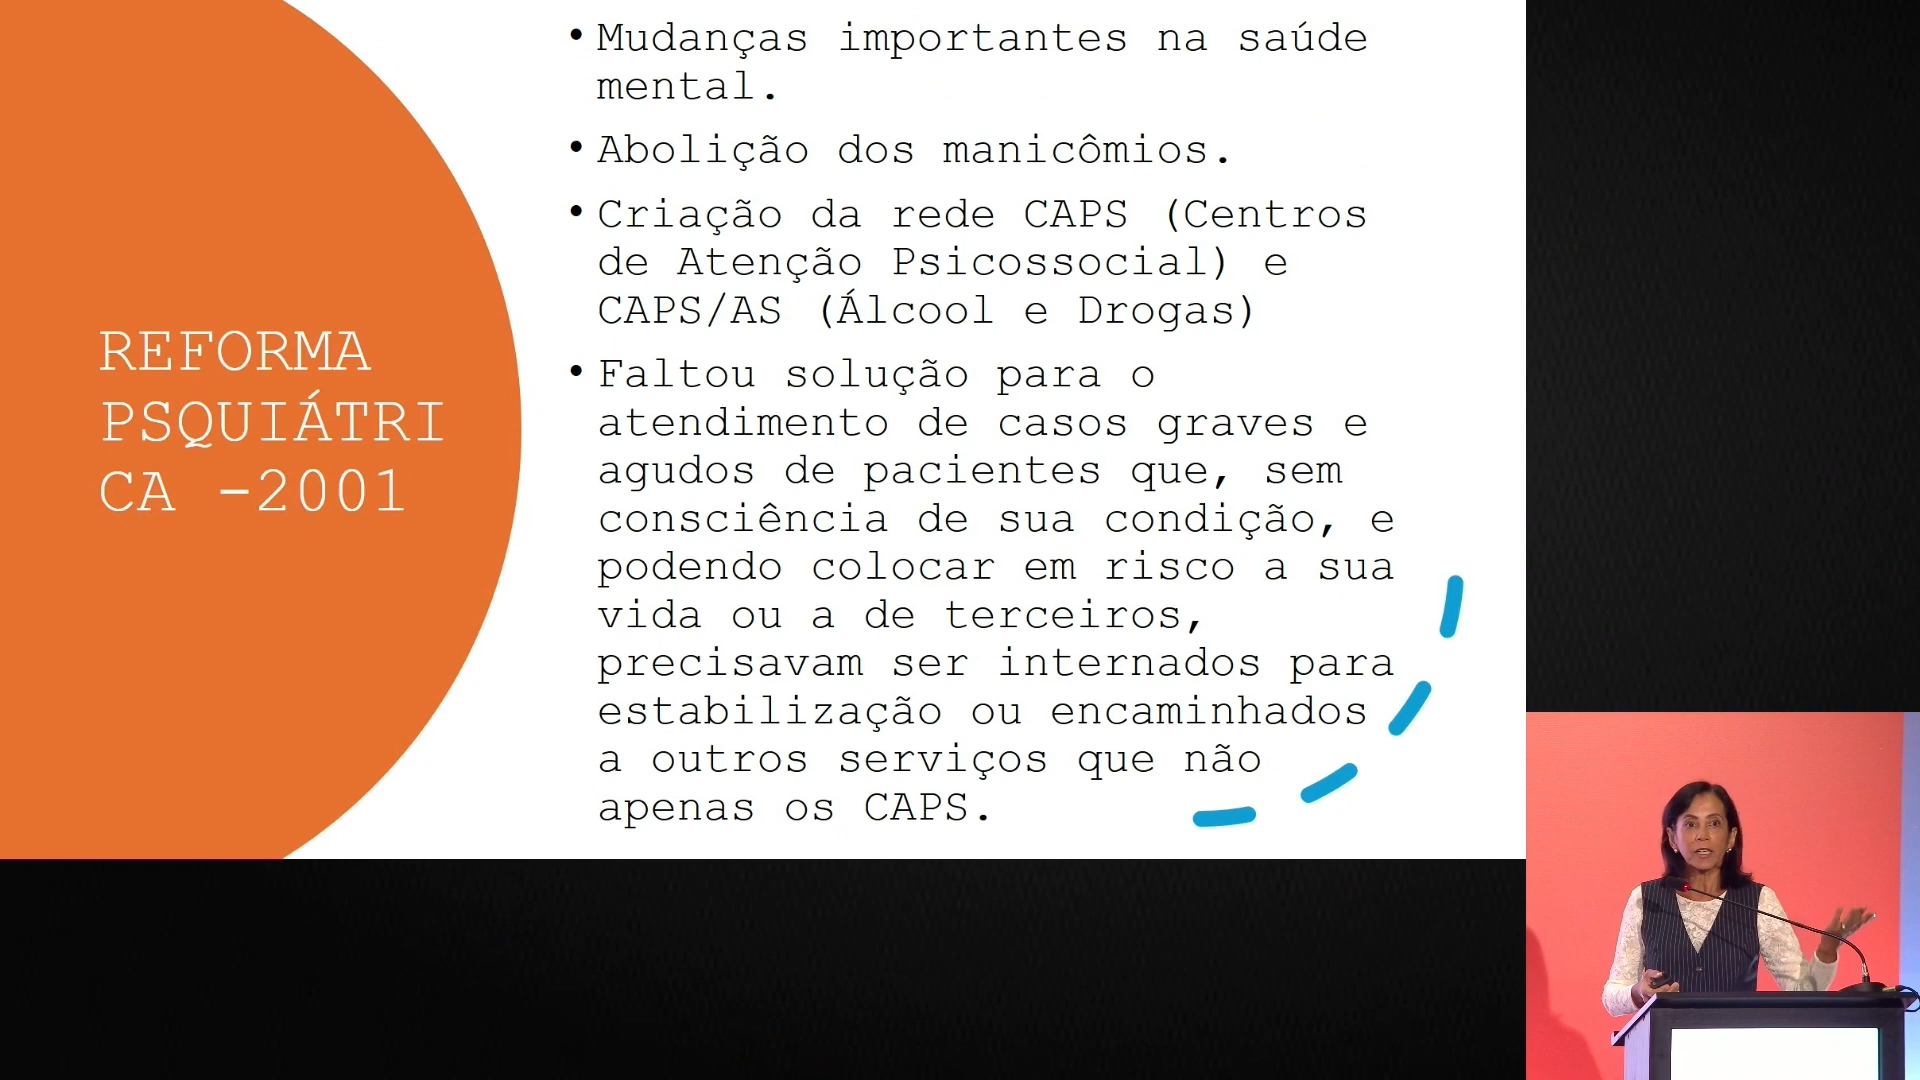 REFORMA
PSQUIÁTRI
CA -2001
• Mudanças importantes na saúde
mental.
• Abolição dos manicômios.
• Criação da rede CAPS (Centros
de Atenção Psicossocial) e
CAPS/AS (Álcool e Drogas)
• Faltou solução para o
atendimento de casos graves e
agudos de pacientes que, sem
consciência de sua condição, e
podendo colocar em risco a sua
vida ou a de terceiros,
precisavam ser internados para
estabilização ou encaminhados
a outros serviços que não
apenas os CAPS.